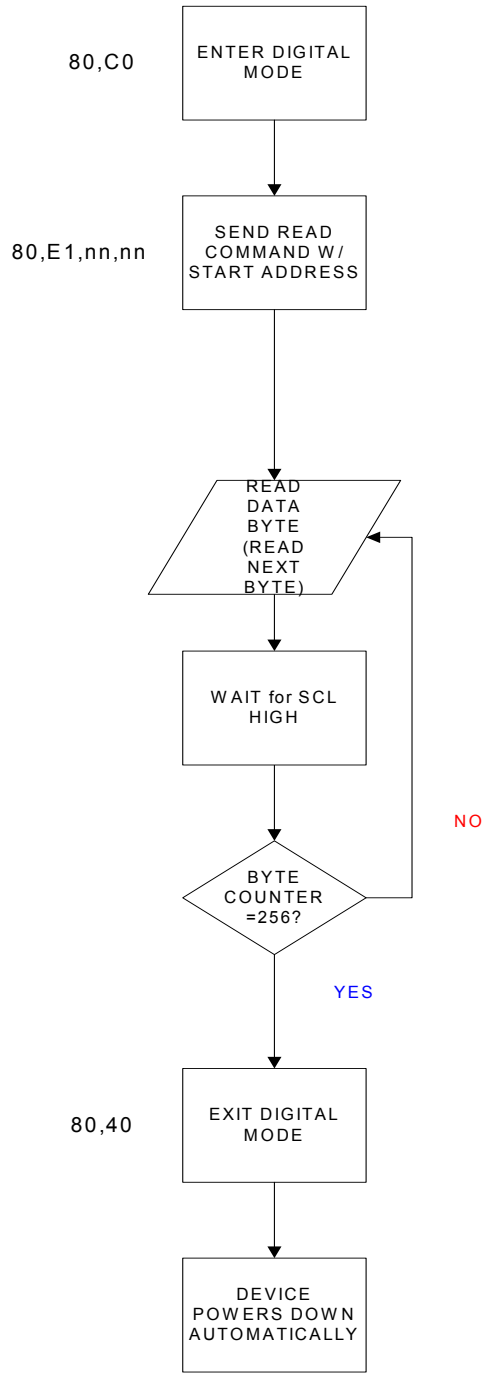 80,C0
ENTER DIGITAL
MODE
80,E1,nn,nn
SEND READ
COMMAND W/
START ADDRESS
READ
DATA
BYTE
(READ
NEXT
BYTE)
WAIT for SCL
HIGH
NO
BYTE
COUNTER
=256?
YES
80,40
EXIT DIGITAL
MODE
DEVICE
POWERS DOWN
AUTOMATICALLY